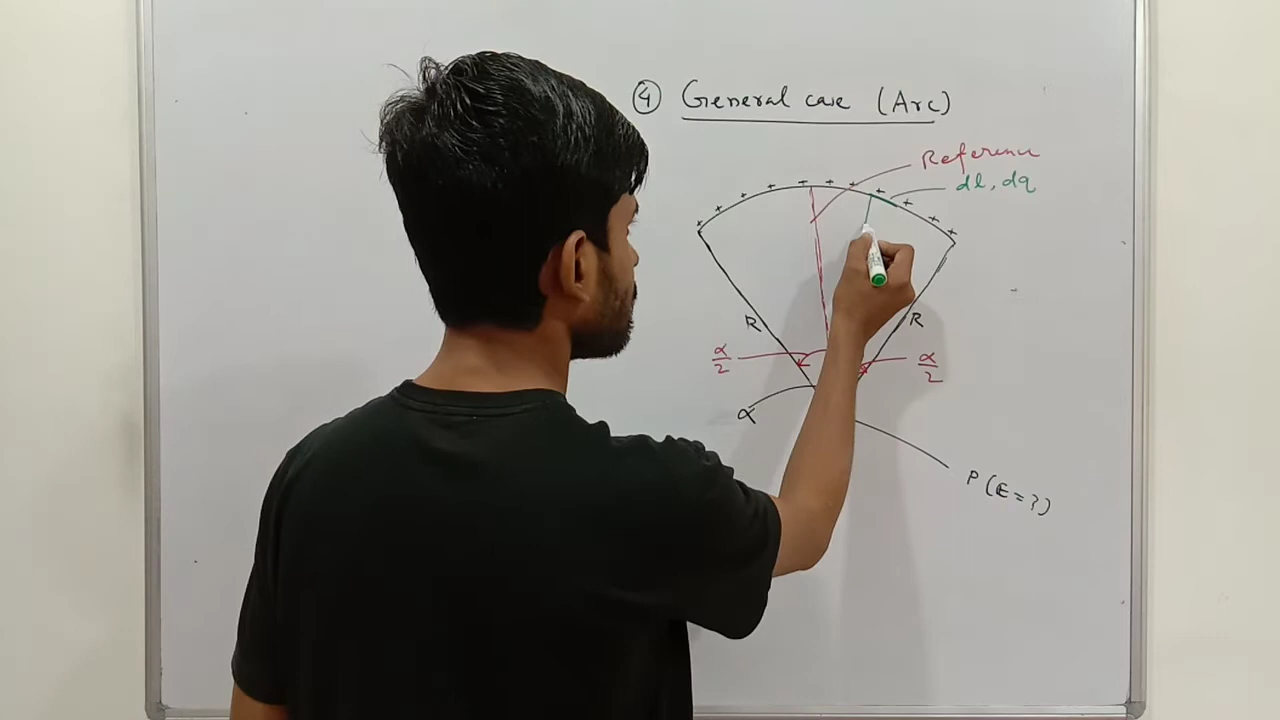 ④ General case (Arc)
Reference
dl, dq
+ + + + + + + + + + +
R R
α/2 α/2
α
P (E = ?)